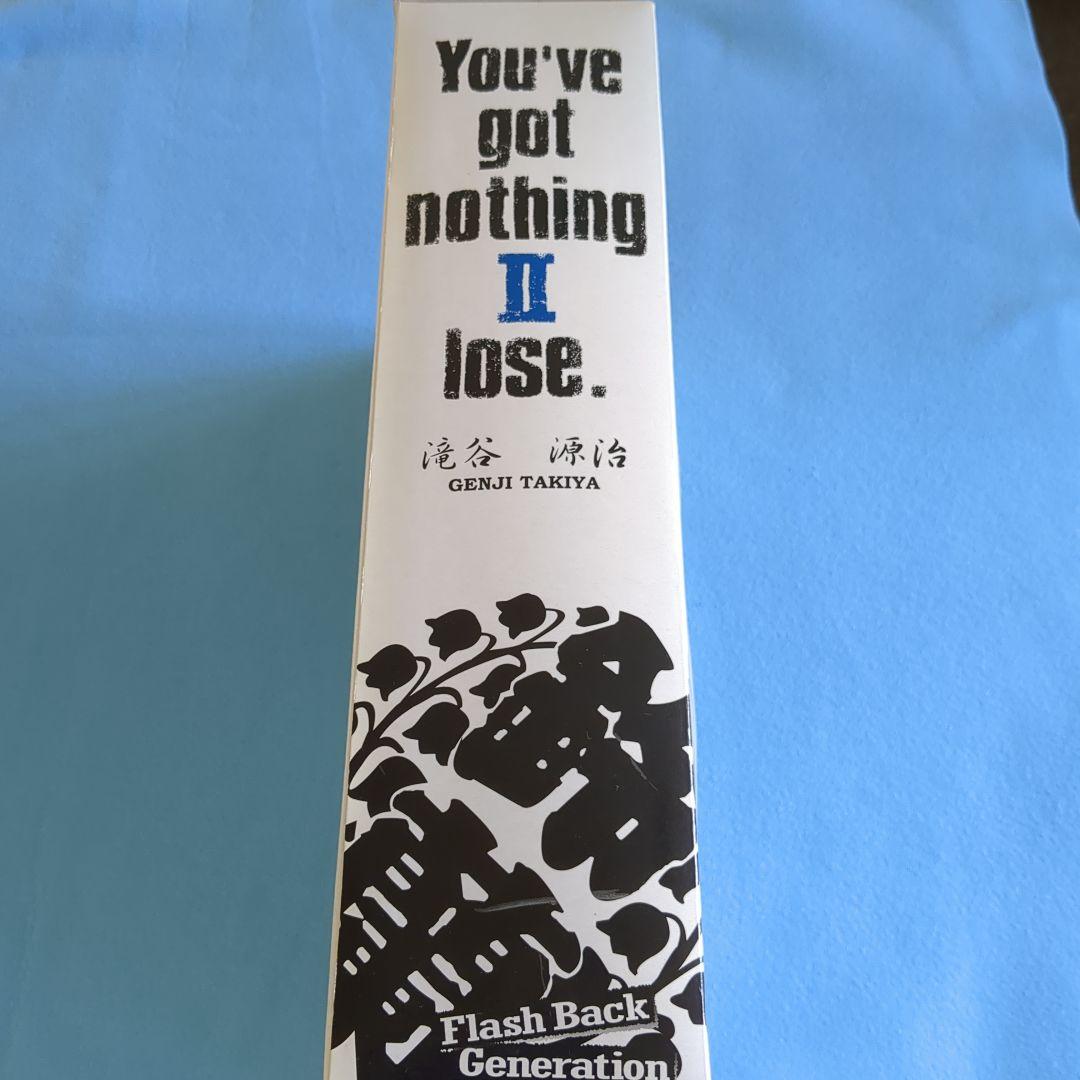 You've
got
nothing
II
lose.
滝谷 源治
GENJI TAKIYA
Flash Back
Generation